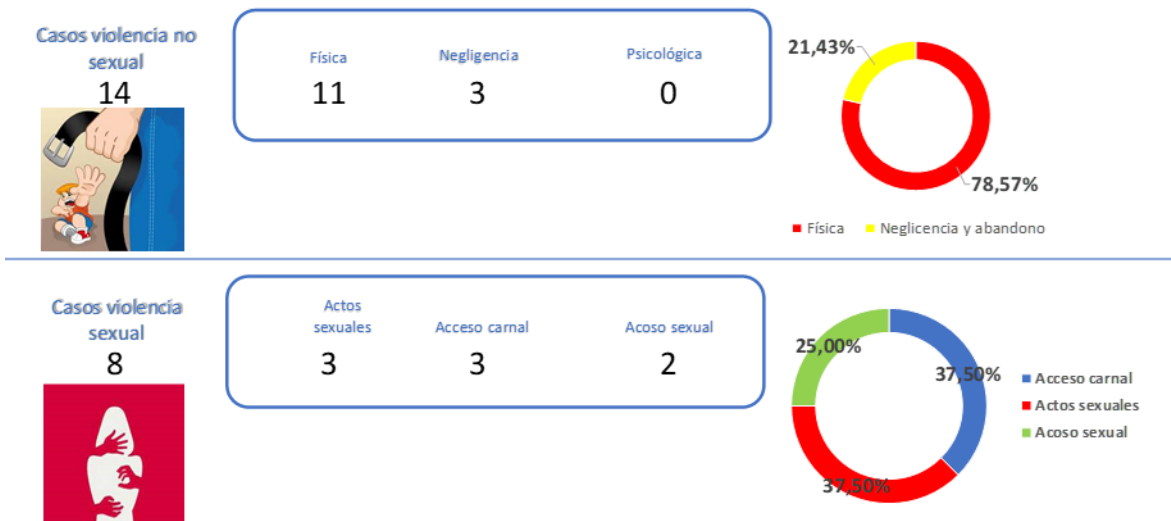 Casos violencia no
sexual
14
Física
Negligencia
Psicológica
11
3
0
21,43%
78,57%
Física
Neglicencia y abandono
Casos violencia
sexual
8
Actos
sexuales
Acceso carnal
Acoso sexual
3
3
2
25,00%
37,50%
37,50%
Acceso carnal
Actos sexuales
Acoso sexual